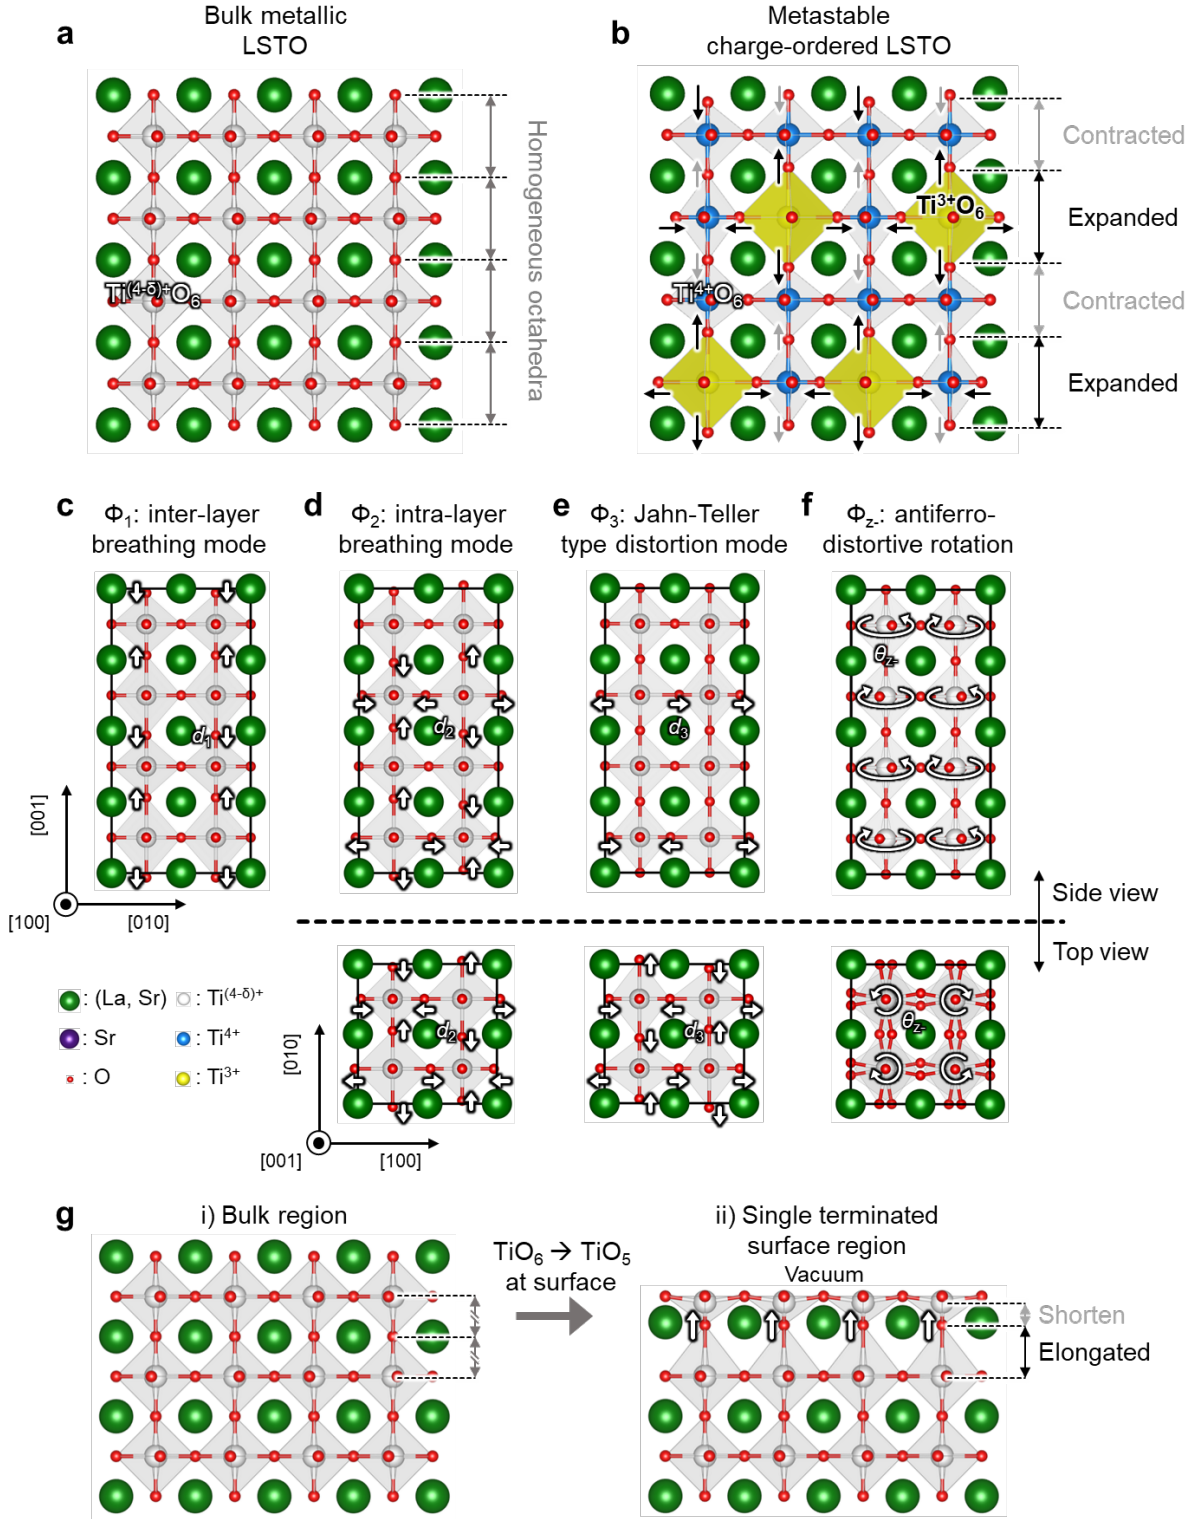 a
Bulk metallic
LSTO
Homogeneous octahedra
Ti(4-δ)+O6
b
Metastable
charge-ordered LSTO
Contracted
Ti3+O6
Expanded
Ti4+O6
Contracted
Expanded
c
Φ1: inter-layer
breathing mode
d1
d
Φ2: intra-layer
breathing mode
d2
e
Φ3: Jahn-Teller
type distortion mode
d3
f
Φz-: antiferro-
distortive rotation
θz-
[001]
[100]
[010]
Side view
Top view
d2
d3
θz-
: (La, Sr)
: Ti(4-δ)+
: Sr
: Ti4+
: O
: Ti3+
[010]
[001]
[100]
g
i) Bulk region
TiO6 → TiO5
at surface
ii) Single terminated
surface region
Vacuum
Shorten
Elongated